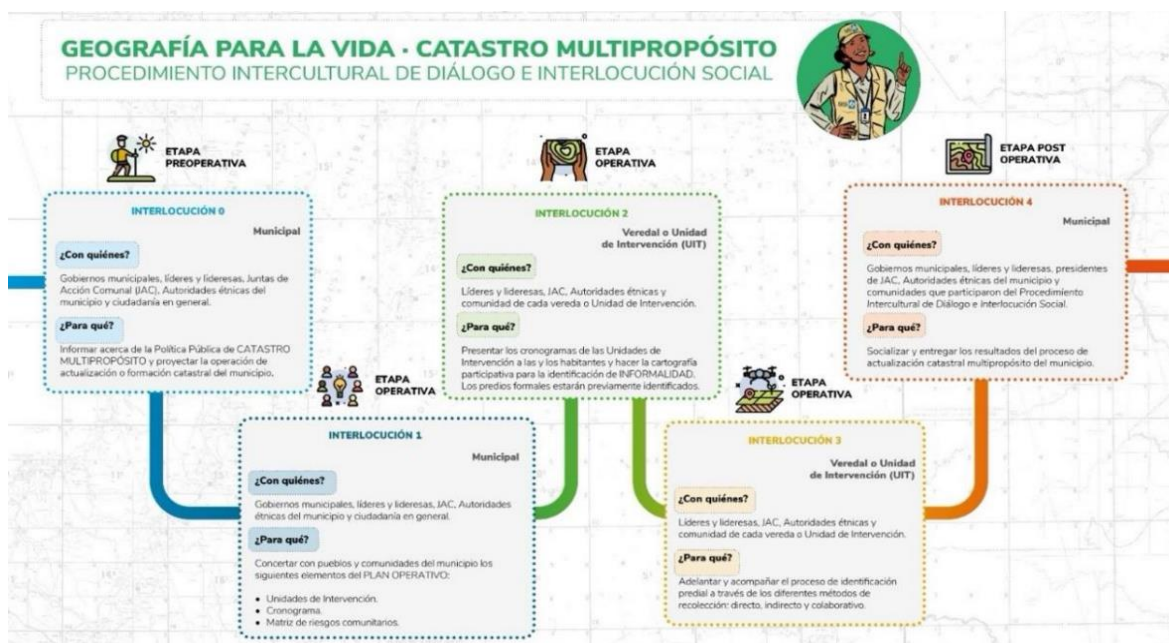 GEOGRAFÍA PARA LA VIDA · CATASTRO MULTIPROPÓSITO
PROCEDIMIENTO INTERCULTURAL DE DIÁLOGO E INTERLOCUCIÓN SOCIAL
ETAPA
PREOPERATIVA
INTERLOCUCIÓN 0
Municipal
¿Con quiénes?
Gobiernos municipales, líderes y lideresas, Juntas de
Acción Comunal (JAC), Autoridades étnicas del
municipio y ciudadanía en general.
¿Para qué?
Informar acerca de la Política Pública de CATASTRO
MULTIPROPÓSITO y proyectar la operación de
actualización o formación catastral del municipio.
ETAPA
OPERATIVA
INTERLOCUCIÓN 1
Municipal
¿Con quiénes?
Gobiernos municipales, líderes y lideresas, JAC, Autoridades
étnicas del municipio y ciudadanía en general.
¿Para qué?
Concertar con pueblos y comunidades del municipio los
siguientes elementos del PLAN OPERATIVO:
• Unidades de Intervención.
• Cronograma.
• Matriz de riesgos comunitarios.
ETAPA
OPERATIVA
INTERLOCUCIÓN 2
Veredal o Unidad
de Intervención (UIT)
¿Con quiénes?
Líderes y lideresas, JAC, Autoridades étnicas y
comunidad de cada vereda o Unidad de Intervención.
¿Para qué?
Presentar los cronogramas de las Unidades de
Intervención a las y los habitantes y hacer la cartografía
participativa para la identificación de INFORMALIDAD.
Los predios formales estarán previamente identificados.
ETAPA
OPERATIVA
INTERLOCUCIÓN 3
Veredal o Unidad
de Intervención (UIT)
¿Con quiénes?
Líderes y lideresas, JAC, Autoridades étnicas y
comunidad de cada vereda o Unidad de Intervención.
¿Para qué?
Adelantar y acompañar el proceso de identificación
predial a través de los diferentes métodos de
recolección: directo, indirecto y colaborativo.
ETAPA POST
OPERATIVA
INTERLOCUCIÓN 4
Municipal
¿Con quiénes?
Gobiernos municipales, líderes y lideresas, presidentes
de JAC, Autoridades étnicas del municipio y
comunidades que participaron del Procedimiento
Intercultural de Diálogo e Interlocución Social.
¿Para qué?
Socializar y entregar los resultados del proceso de
actualización catastral multipropósito del municipio.